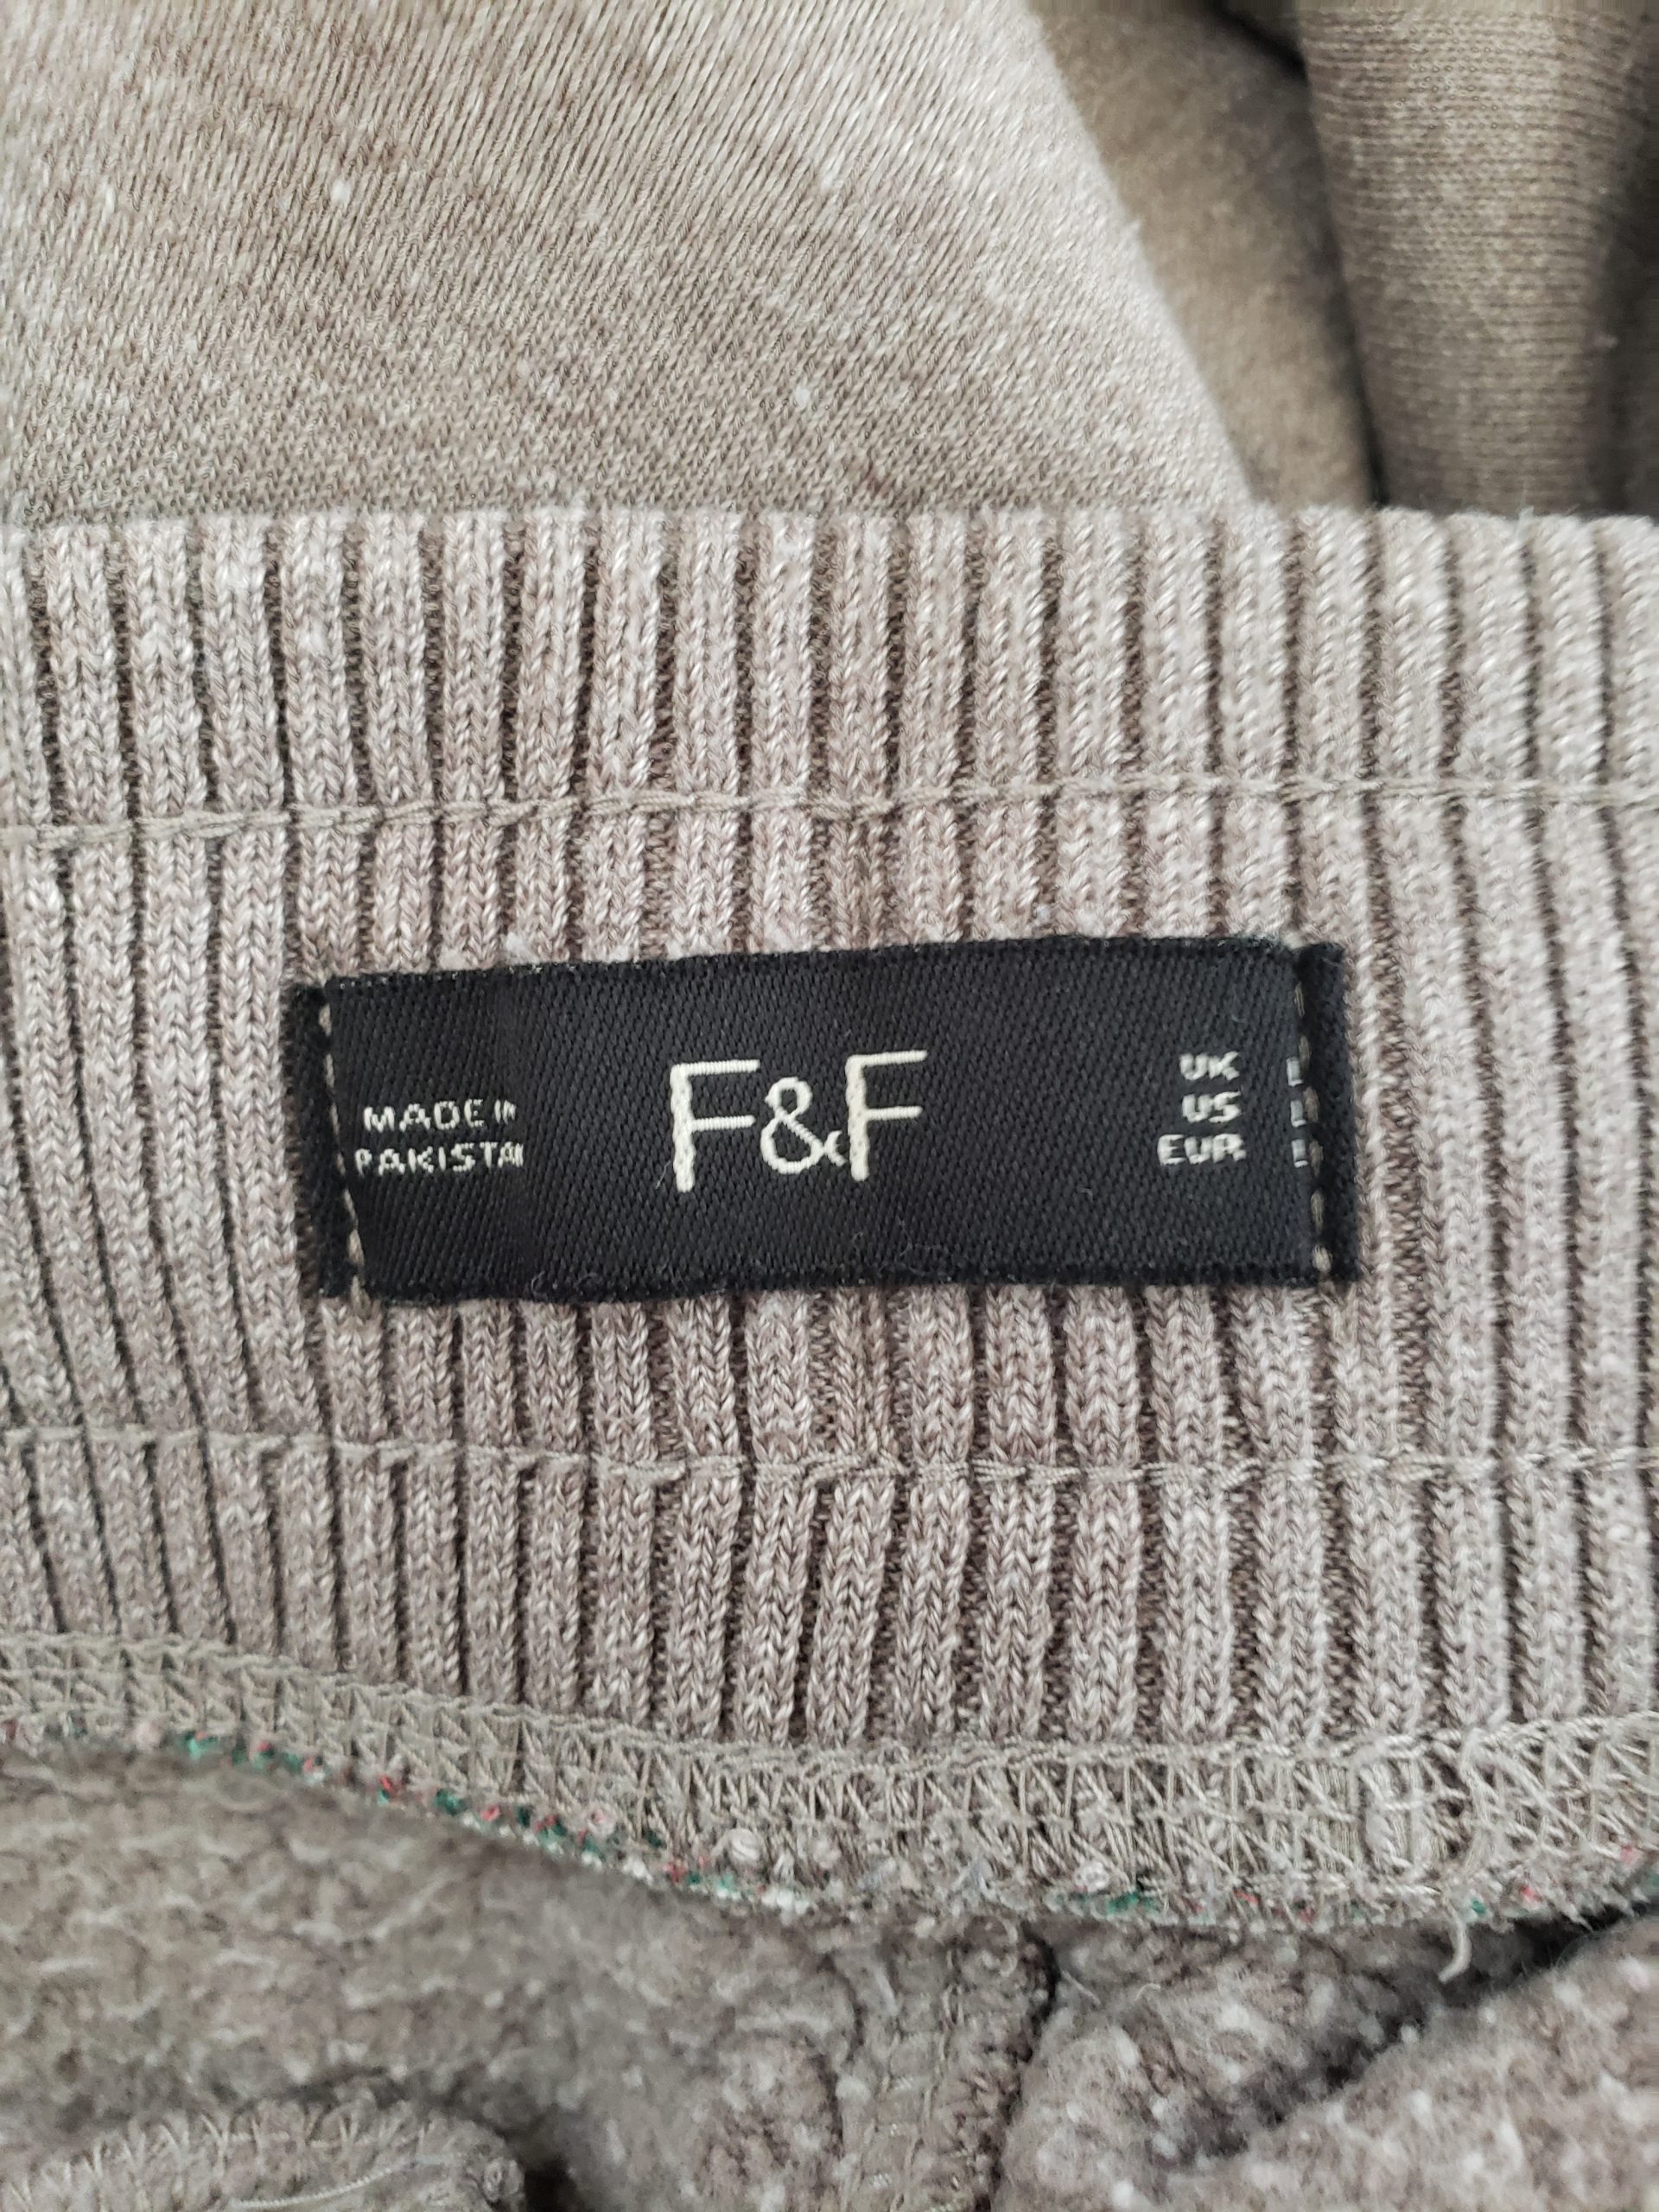 MADE IN
PAKISTAN
F&F
UK L
US L
EUR L